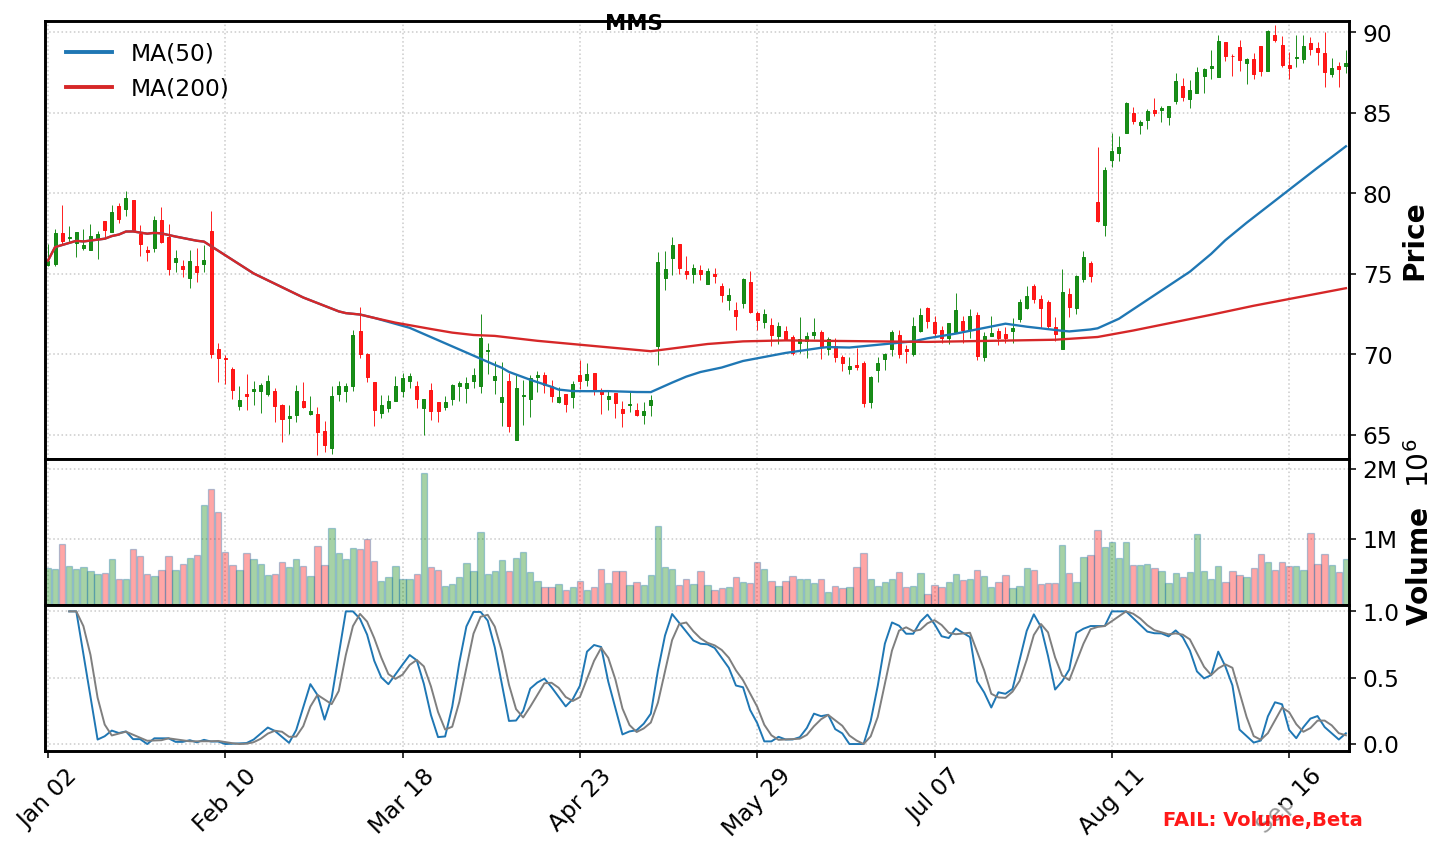 MMS
MA(50)
MA(200)
90
85
80
75
70
65
Price
2M
1M
Volume 10^6
1.0
0.5
0.0
Jan 02
Feb 10
Mar 18
Apr 23
May 29
Jul 07
Aug 11
Sep 16
FAIL: Volume,Beta